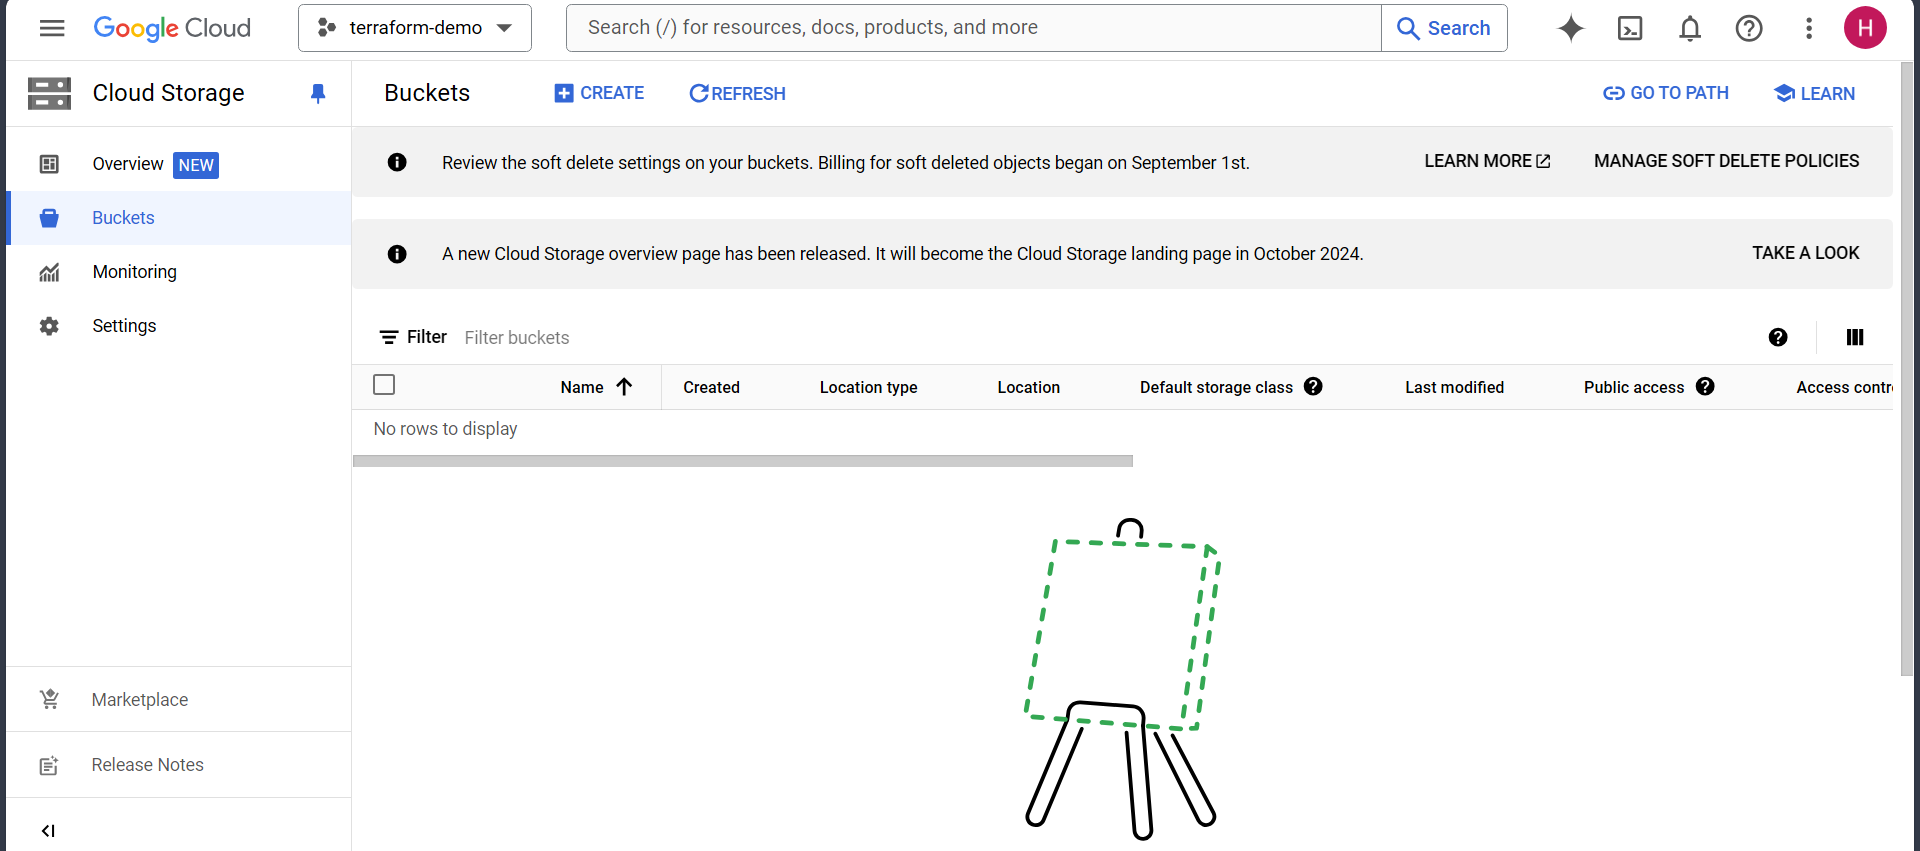 Google Cloud
terraform-demo
Search (/) for resources, docs, products, and more
Search
H
Cloud Storage
Buckets
CREATE
REFRESH
GO TO PATH
LEARN
Overview NEW
Buckets
Monitoring
Settings
Marketplace
Release Notes
Review the soft delete settings on your buckets. Billing for soft deleted objects began on September 1st.
LEARN MORE
MANAGE SOFT DELETE POLICIES
A new Cloud Storage overview page has been released. It will become the Cloud Storage landing page in October 2024.
TAKE A LOOK
Filter Filter buckets
Name Created Location type Location Default storage class Last modified Public access Access contr
No rows to display